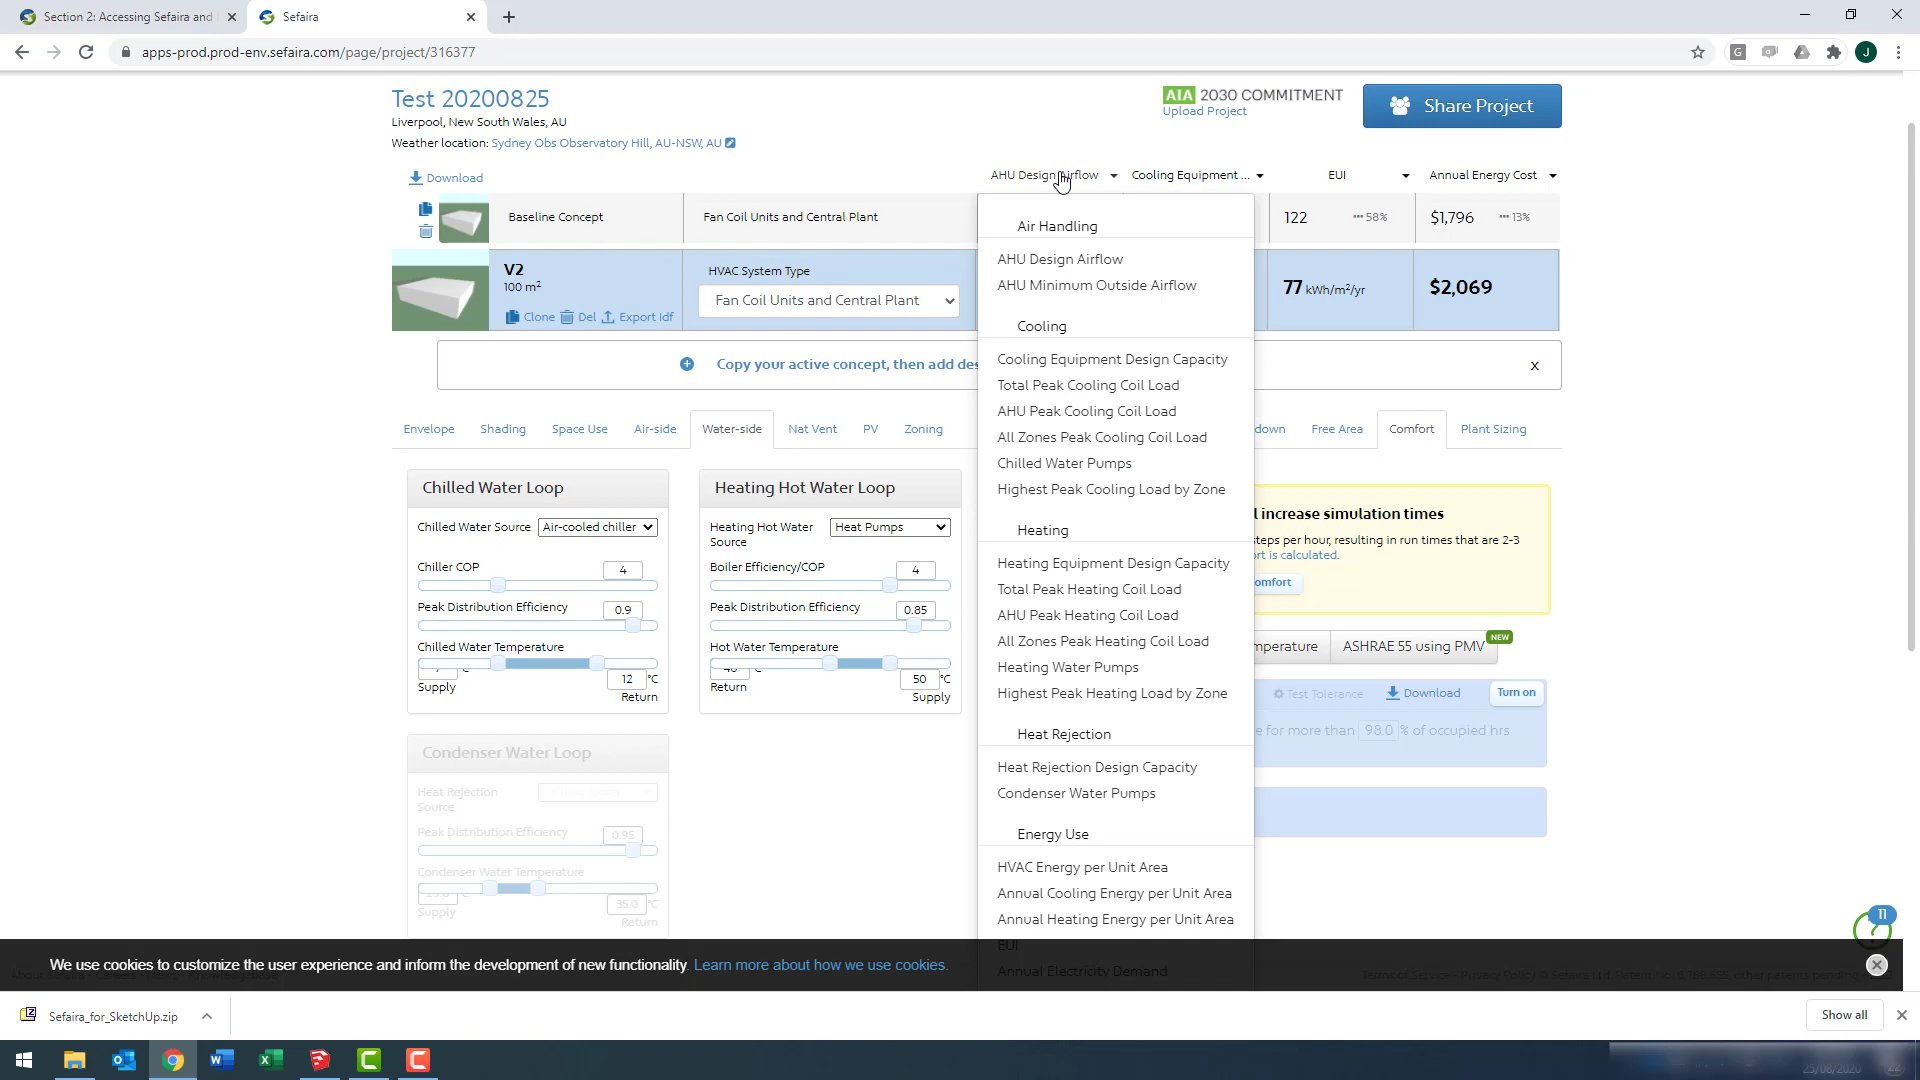 Section 2: Accessing Sefaira and
Sefaira
apps-prod.prod-env.sefaira.com/page/project/316377
J
Test 20200825
Liverpool, New South Wales, AU
Weather location: Sydney Obs Observatory Hill, AU-NSW, AU
AIA 2030 COMMITMENT
Upload Project
Share Project
Download
AHU Design Airflow
Cooling Equipment ...
EUI
Annual Energy Cost
Baseline Concept
Fan Coil Units and Central Plant
122
58%
$1,796
13%
V2
100 m²
Clone
Del
Export Idf
HVAC System Type
Fan Coil Units and Central Plant
77 kWh/m²/yr
$2,069
Copy your active concept, then add des
x
Envelope
Shading
Space Use
Air-side
Water-side
Nat Vent
PV
Zoning
down
Free Area
Comfort
Plant Sizing
Air Handling
AHU Design Airflow
AHU Minimum Outside Airflow
Cooling
Cooling Equipment Design Capacity
Total Peak Cooling Coil Load
AHU Peak Cooling Coil Load
All Zones Peak Cooling Coil Load
Chilled Water Pumps
Highest Peak Cooling Load by Zone
Heating
Heating Equipment Design Capacity
Total Peak Heating Coil Load
AHU Peak Heating Coil Load
All Zones Peak Heating Coil Load
Heating Water Pumps
Highest Peak Heating Load by Zone
Heat Rejection
Heat Rejection Design Capacity
Condenser Water Pumps
Energy Use
HVAC Energy per Unit Area
Annual Cooling Energy per Unit Area
Annual Heating Energy per Unit Area
EUI
Annual Electricity Demand
Chilled Water Loop
Chilled Water Source
Air-cooled chiller
Chiller COP
4
Peak Distribution Efficiency
0.9
Chilled Water Temperature
12 °C
Supply
Return
Heating Hot Water Loop
Heating Hot Water
Source
Heat Pumps
Boiler Efficiency/COP
4
Peak Distribution Efficiency
0.85
Hot Water Temperature
50 °C
Return
Supply
Condenser Water Loop
Heat Rejection
Source
Peak Distribution Efficiency
0.95
Condenser Water Temperature
35.0 °C
Supply
Return
l increase simulation times
steps per hour, resulting in run times that are 2-3
rt is calculated.
omfort
mperature
ASHRAE 55 using PMV
NEW
Test Tolerance
Download
Turn on
e for more than 98.0 % of occupied hrs
11
?
We use cookies to customize the user experience and inform the development of new functionality. Learn more about how we use cookies.
Sefaira_for_SketchUp.zip
Show all
25/08/2020